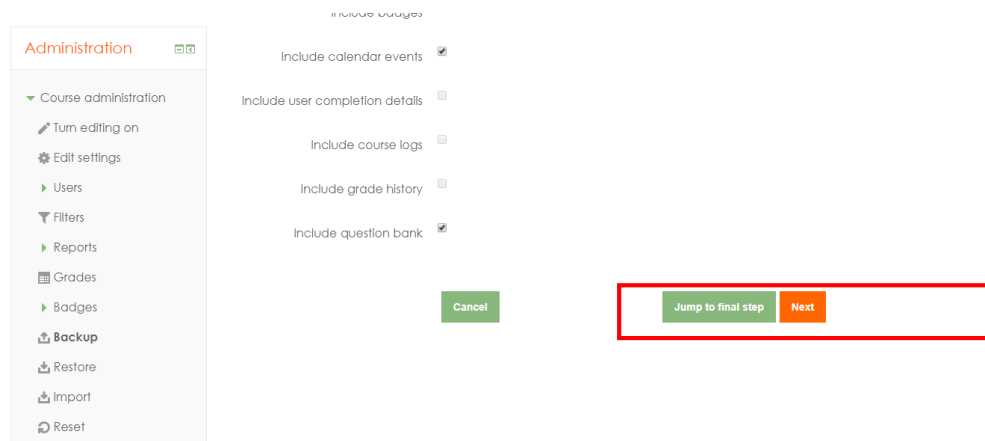 Include badges
Administration
Include calendar events
Course administration
Include user completion details
Turn editing on
Include course logs
Edit settings
Users
Include grade history
Filters
Include question bank
Reports
Grades
Badges
Cancel
Jump to final step
Next
Backup
Restore
Import
Reset